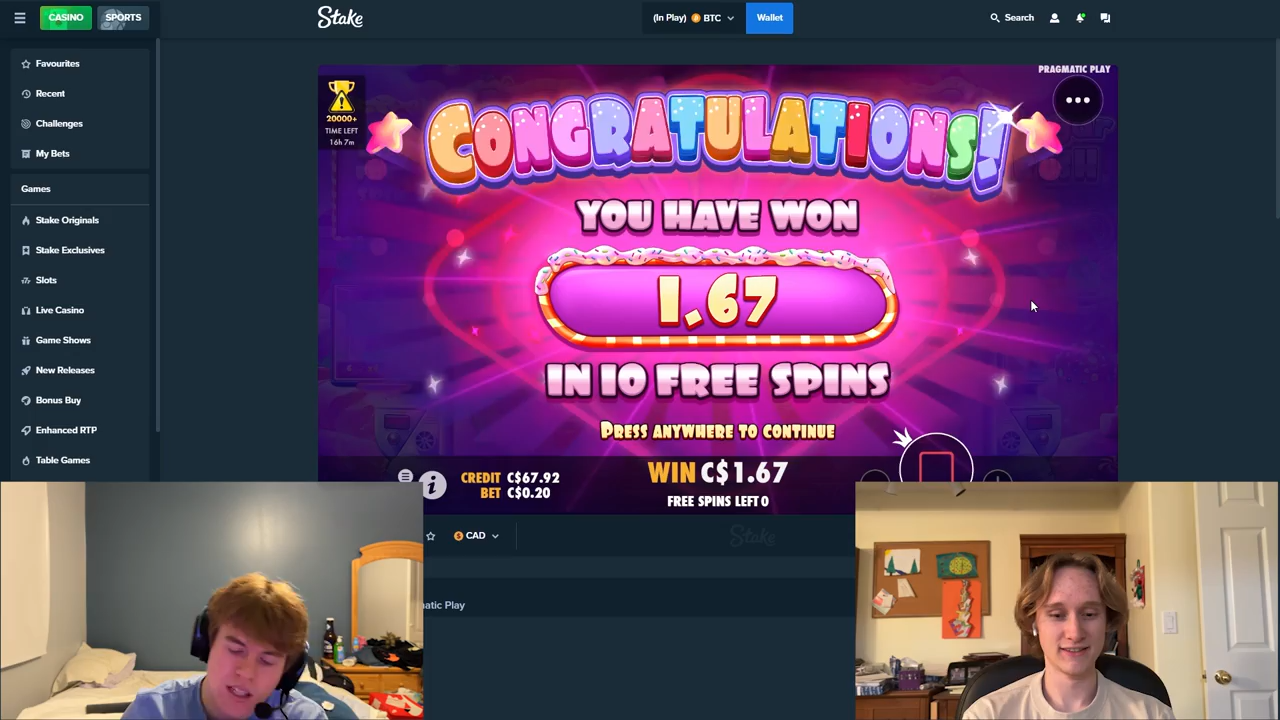 CASINO
SPORTS
Stake
(In Play) BTC
Wallet
Search
Favourites
Recent
Challenges
My Bets
Games
Stake Originals
Stake Exclusives
Slots
Live Casino
Game Shows
New Releases
Bonus Buy
Enhanced RTP
Table Games
PRAGMATIC PLAY
20000+
TIME LEFT
16h 7m
CONGRATULATIONS!
YOU HAVE WON
1.67
IN 10 FREE SPINS
PRESS ANYWHERE TO CONTINUE
CREDIT C$67.92
BET C$0.20
WIN C$1.67
FREE SPINS LEFT 0
CAD
Stake
matic Play